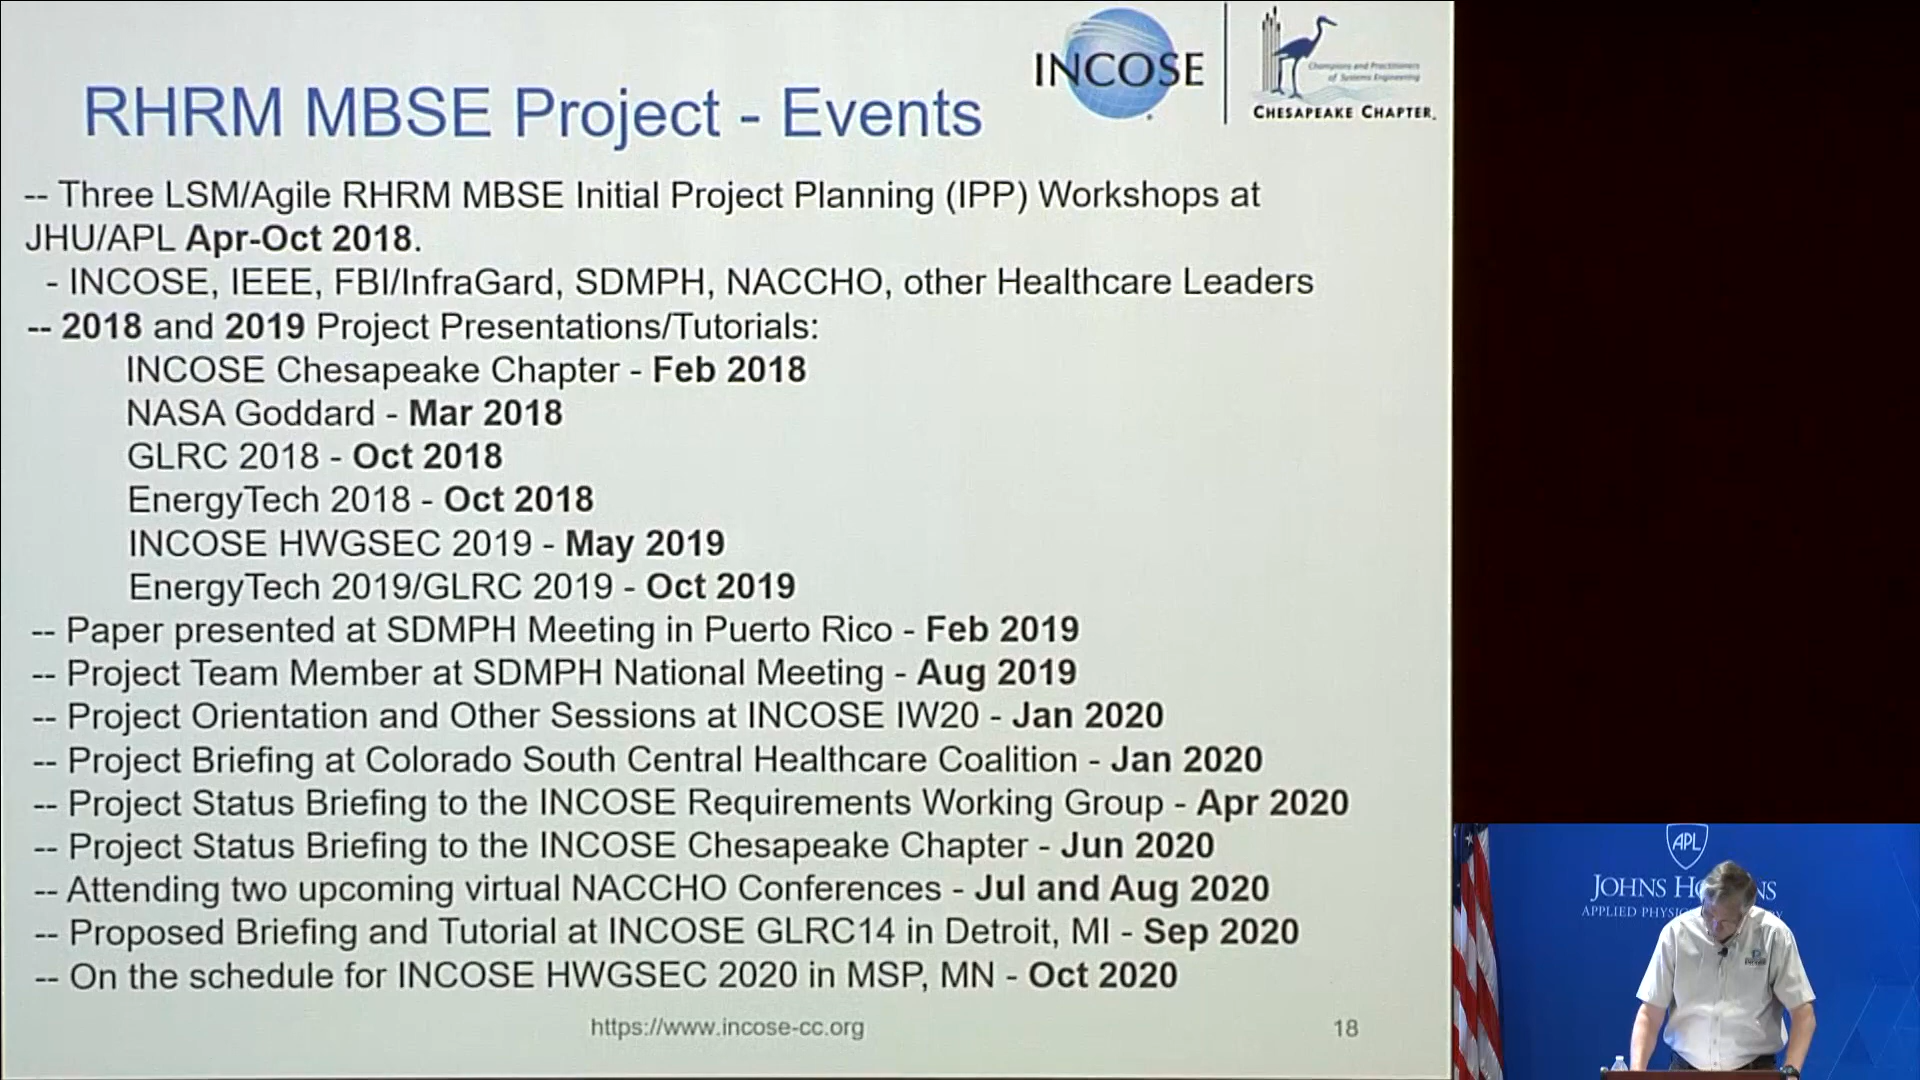 INCOSE
Champions and Practitioners
of Systems Engineering
CHESAPEAKE CHAPTER
RHRM MBSE Project - Events
-- Three LSM/Agile RHRM MBSE Initial Project Planning (IPP) Workshops at
JHU/APL Apr-Oct 2018.
- INCOSE, IEEE, FBI/InfraGard, SDMPH, NACCHO, other Healthcare Leaders
-- 2018 and 2019 Project Presentations/Tutorials:
INCOSE Chesapeake Chapter - Feb 2018
NASA Goddard - Mar 2018
GLRC 2018 - Oct 2018
EnergyTech 2018 - Oct 2018
INCOSE HWGSEC 2019 - May 2019
EnergyTech 2019/GLRC 2019 - Oct 2019
-- Paper presented at SDMPH Meeting in Puerto Rico - Feb 2019
-- Project Team Member at SDMPH National Meeting - Aug 2019
-- Project Orientation and Other Sessions at INCOSE IW20 - Jan 2020
-- Project Briefing at Colorado South Central Healthcare Coalition - Jan 2020
-- Project Status Briefing to the INCOSE Requirements Working Group - Apr 2020
-- Project Status Briefing to the INCOSE Chesapeake Chapter - Jun 2020
-- Attending two upcoming virtual NACCHO Conferences - Jul and Aug 2020
-- Proposed Briefing and Tutorial at INCOSE GLRC14 in Detroit, MI - Sep 2020
-- On the schedule for INCOSE HWGSEC 2020 in MSP, MN - Oct 2020
https://www.incose-cc.org
18
APL
JOHNS
APPLIED